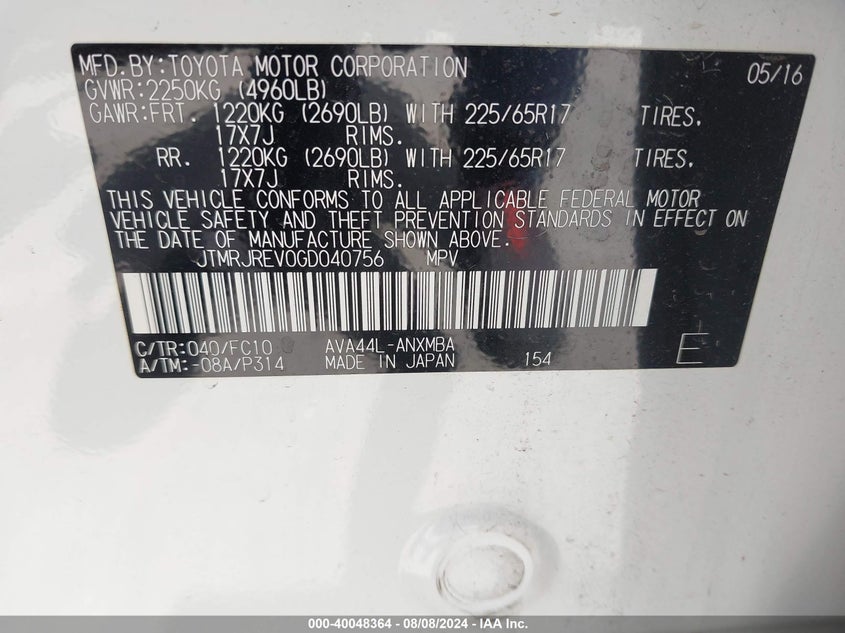 MFD.BY:TOYOTA MOTOR CORPORATION 05/16
GVWR:2250KG (4960LB)
GAWR:FRT. 1220KG (2690LB) WITH 225/65R17 TIRES.
17X7J RIMS.
RR. 1220KG (2690LB) WITH 225/65R17 TIRES.
17X7J RIMS.
THIS VEHICLE CONFORMS TO ALL APPLICABLE FEDERAL MOTOR
VEHICLE SAFETY AND THEFT PREVENTION STANDARDS IN EFFECT ON
THE DATE OF MANUFACTURE SHOWN ABOVE.
JTMRJREV0GD040756 MPV
C/TR:040/FC10 AVA44L-ANXMBA
A/TM:-08A/P314 MADE IN JAPAN 154 E
000-40048364 - 08/08/2024 - IAA Inc.